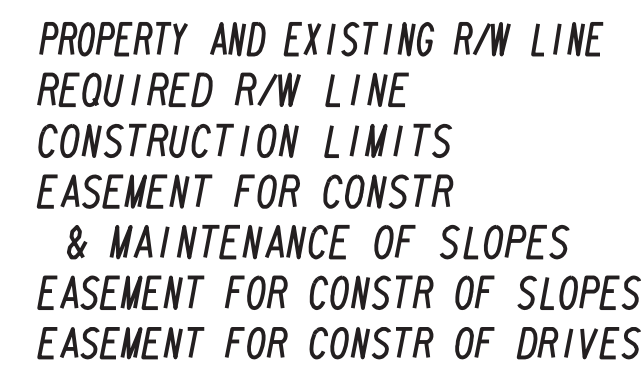 PROPERTY AND EXISTING R/W LINE
REQUIRED R/W LINE
CONSTRUCTION LIMITS
EASEMENT FOR CONSTR
& MAINTENANCE OF SLOPES
EASEMENT FOR CONSTR OF SLOPES
EASEMENT FOR CONSTR OF DRIVES